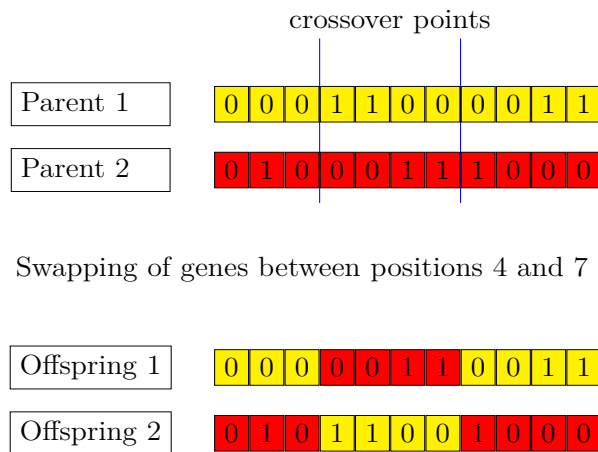 crossover points
Parent 1 0 0 0 1 1 0 0 0 0 1 1
Parent 2 0 1 0 0 0 1 1 1 0 0 0
Swapping of genes between positions 4 and 7
Offspring 1 0 0 0 0 0 1 1 0 0 1 1
Offspring 2 0 1 0 1 1 0 0 1 0 0 0